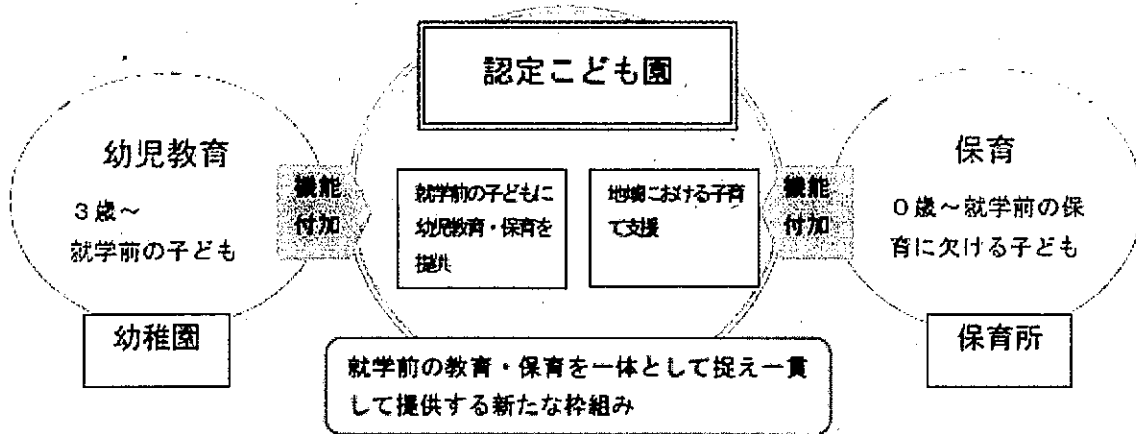 認定こども園
幼児教育
3歳～
就学前の子ども
幼稚園
機能
付加
就学前の子どもに
幼児教育・保育を
提供
地域における子育
て支援
機能
付加
保育
0歳～就学前の保
育に欠ける子ども
保育所
就学前の教育・保育を一体として捉え一貫
して提供する新たな枠組み